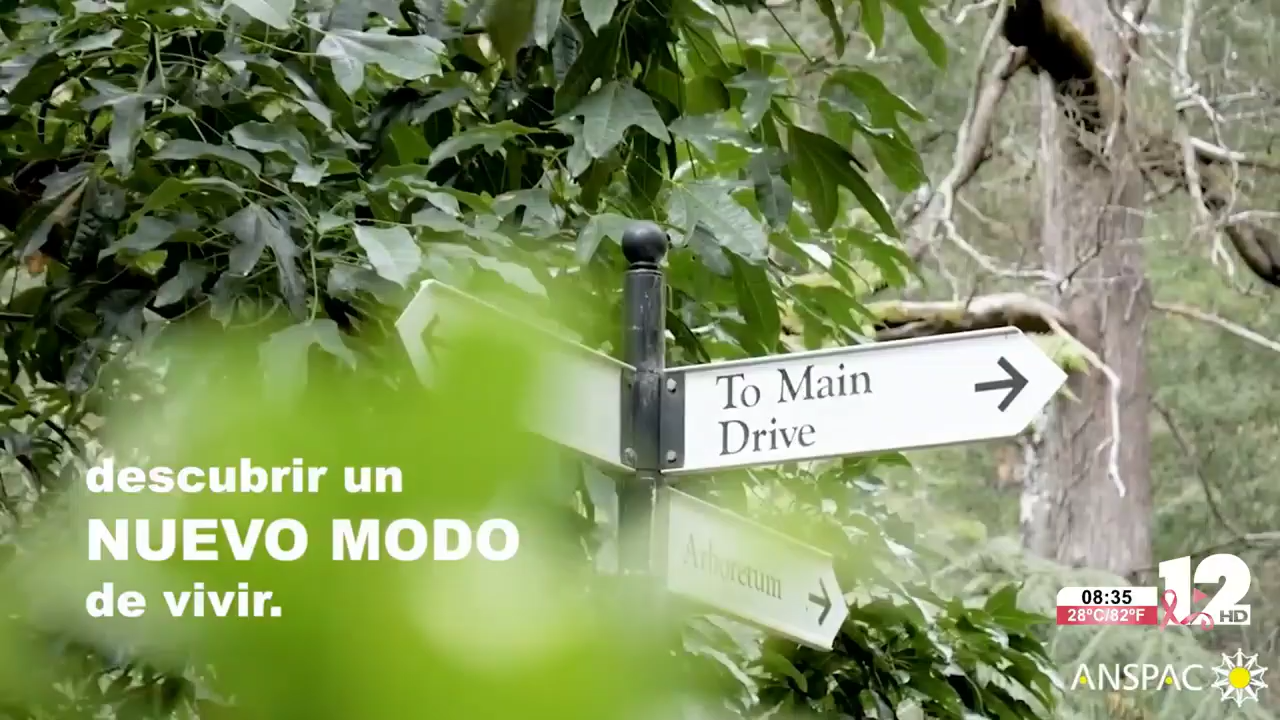 To Main
Drive
Arboretum
descubrir un
NUEVO MODO
de vivir.
08:35
28°C/82°F
12
HD
ANSPAC